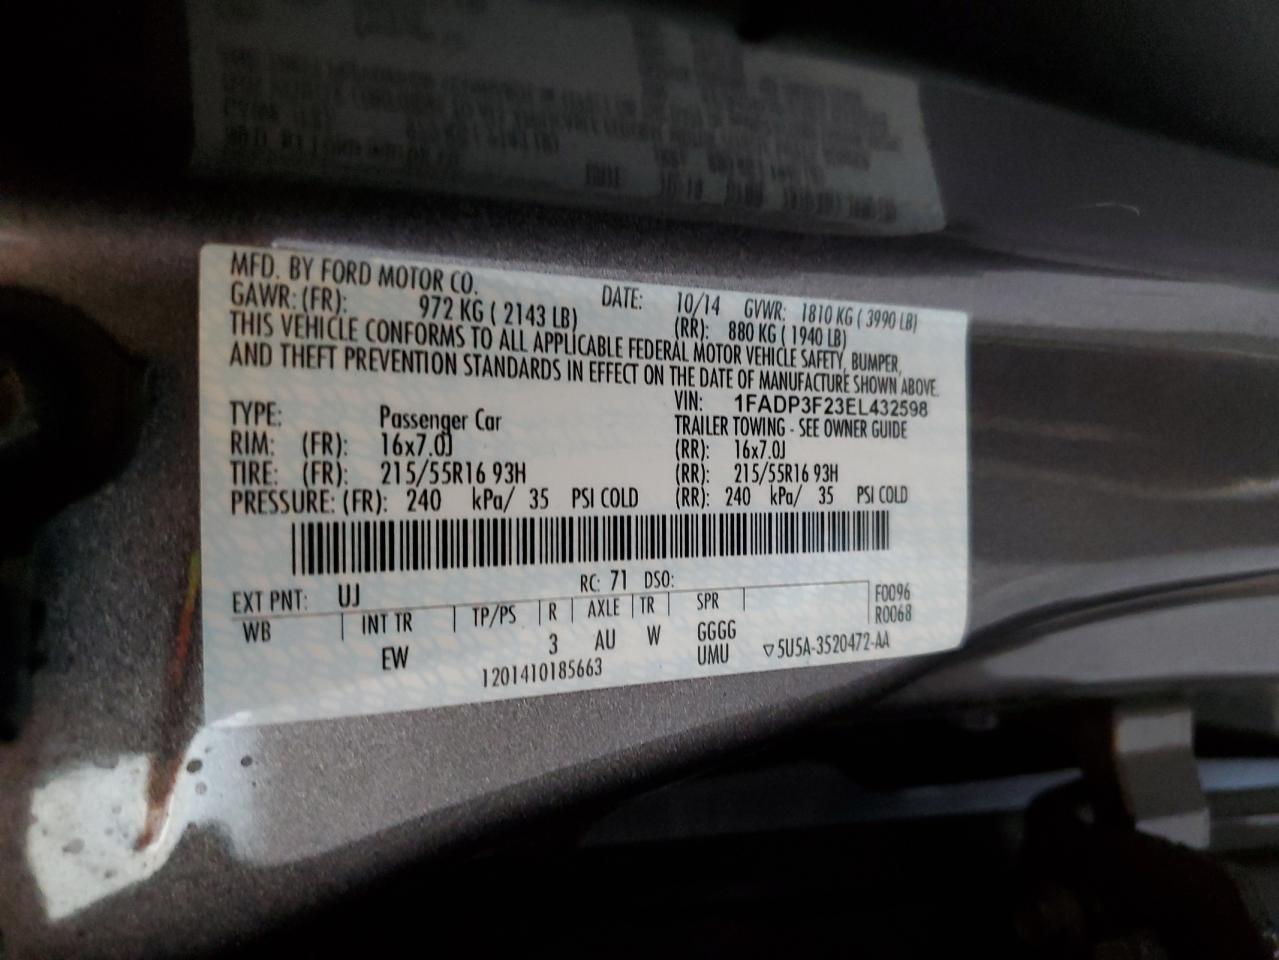 MFD. BY FORD MOTOR CO. DATE: 10/14 GVWR: 1810 KG ( 3990 LB)
GAWR: (FR): 972 KG ( 2143 LB) (RR): 880 KG ( 1940 LB)
THIS VEHICLE CONFORMS TO ALL APPLICABLE FEDERAL MOTOR VEHICLE SAFETY, BUMPER,
AND THEFT PREVENTION STANDARDS IN EFFECT ON THE DATE OF MANUFACTURE SHOWN ABOVE.
VIN: 1FADP3F23EL432598
TYPE: Passenger Car TRAILER TOWING - SEE OWNER GUIDE
RIM: (FR): 16x7.0J (RR): 16x7.0J
TIRE: (FR): 215/55R16 93H (RR): 215/55R16 93H
PRESSURE: (FR): 240 kPa/ 35 PSI COLD (RR): 240 kPa/ 35 PSI COLD
EXT PNT: UJ RC: 71 DSO: F0096
WB INT TR TP/PS R AXLE TR SPR R0068
EW 3 AU W GGGG
UMU ▽5U5A-3520472-AA
1201410185663